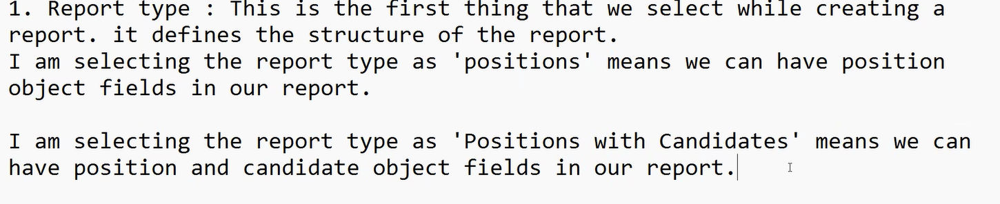 1. Report type : This is the first thing that we select while creating a
report. it defines the structure of the report.
I am selecting the report type as 'positions' means we can have position
object fields in our report.
I am selecting the report type as 'Positions with Candidates' means we can
have position and candidate object fields in our report.